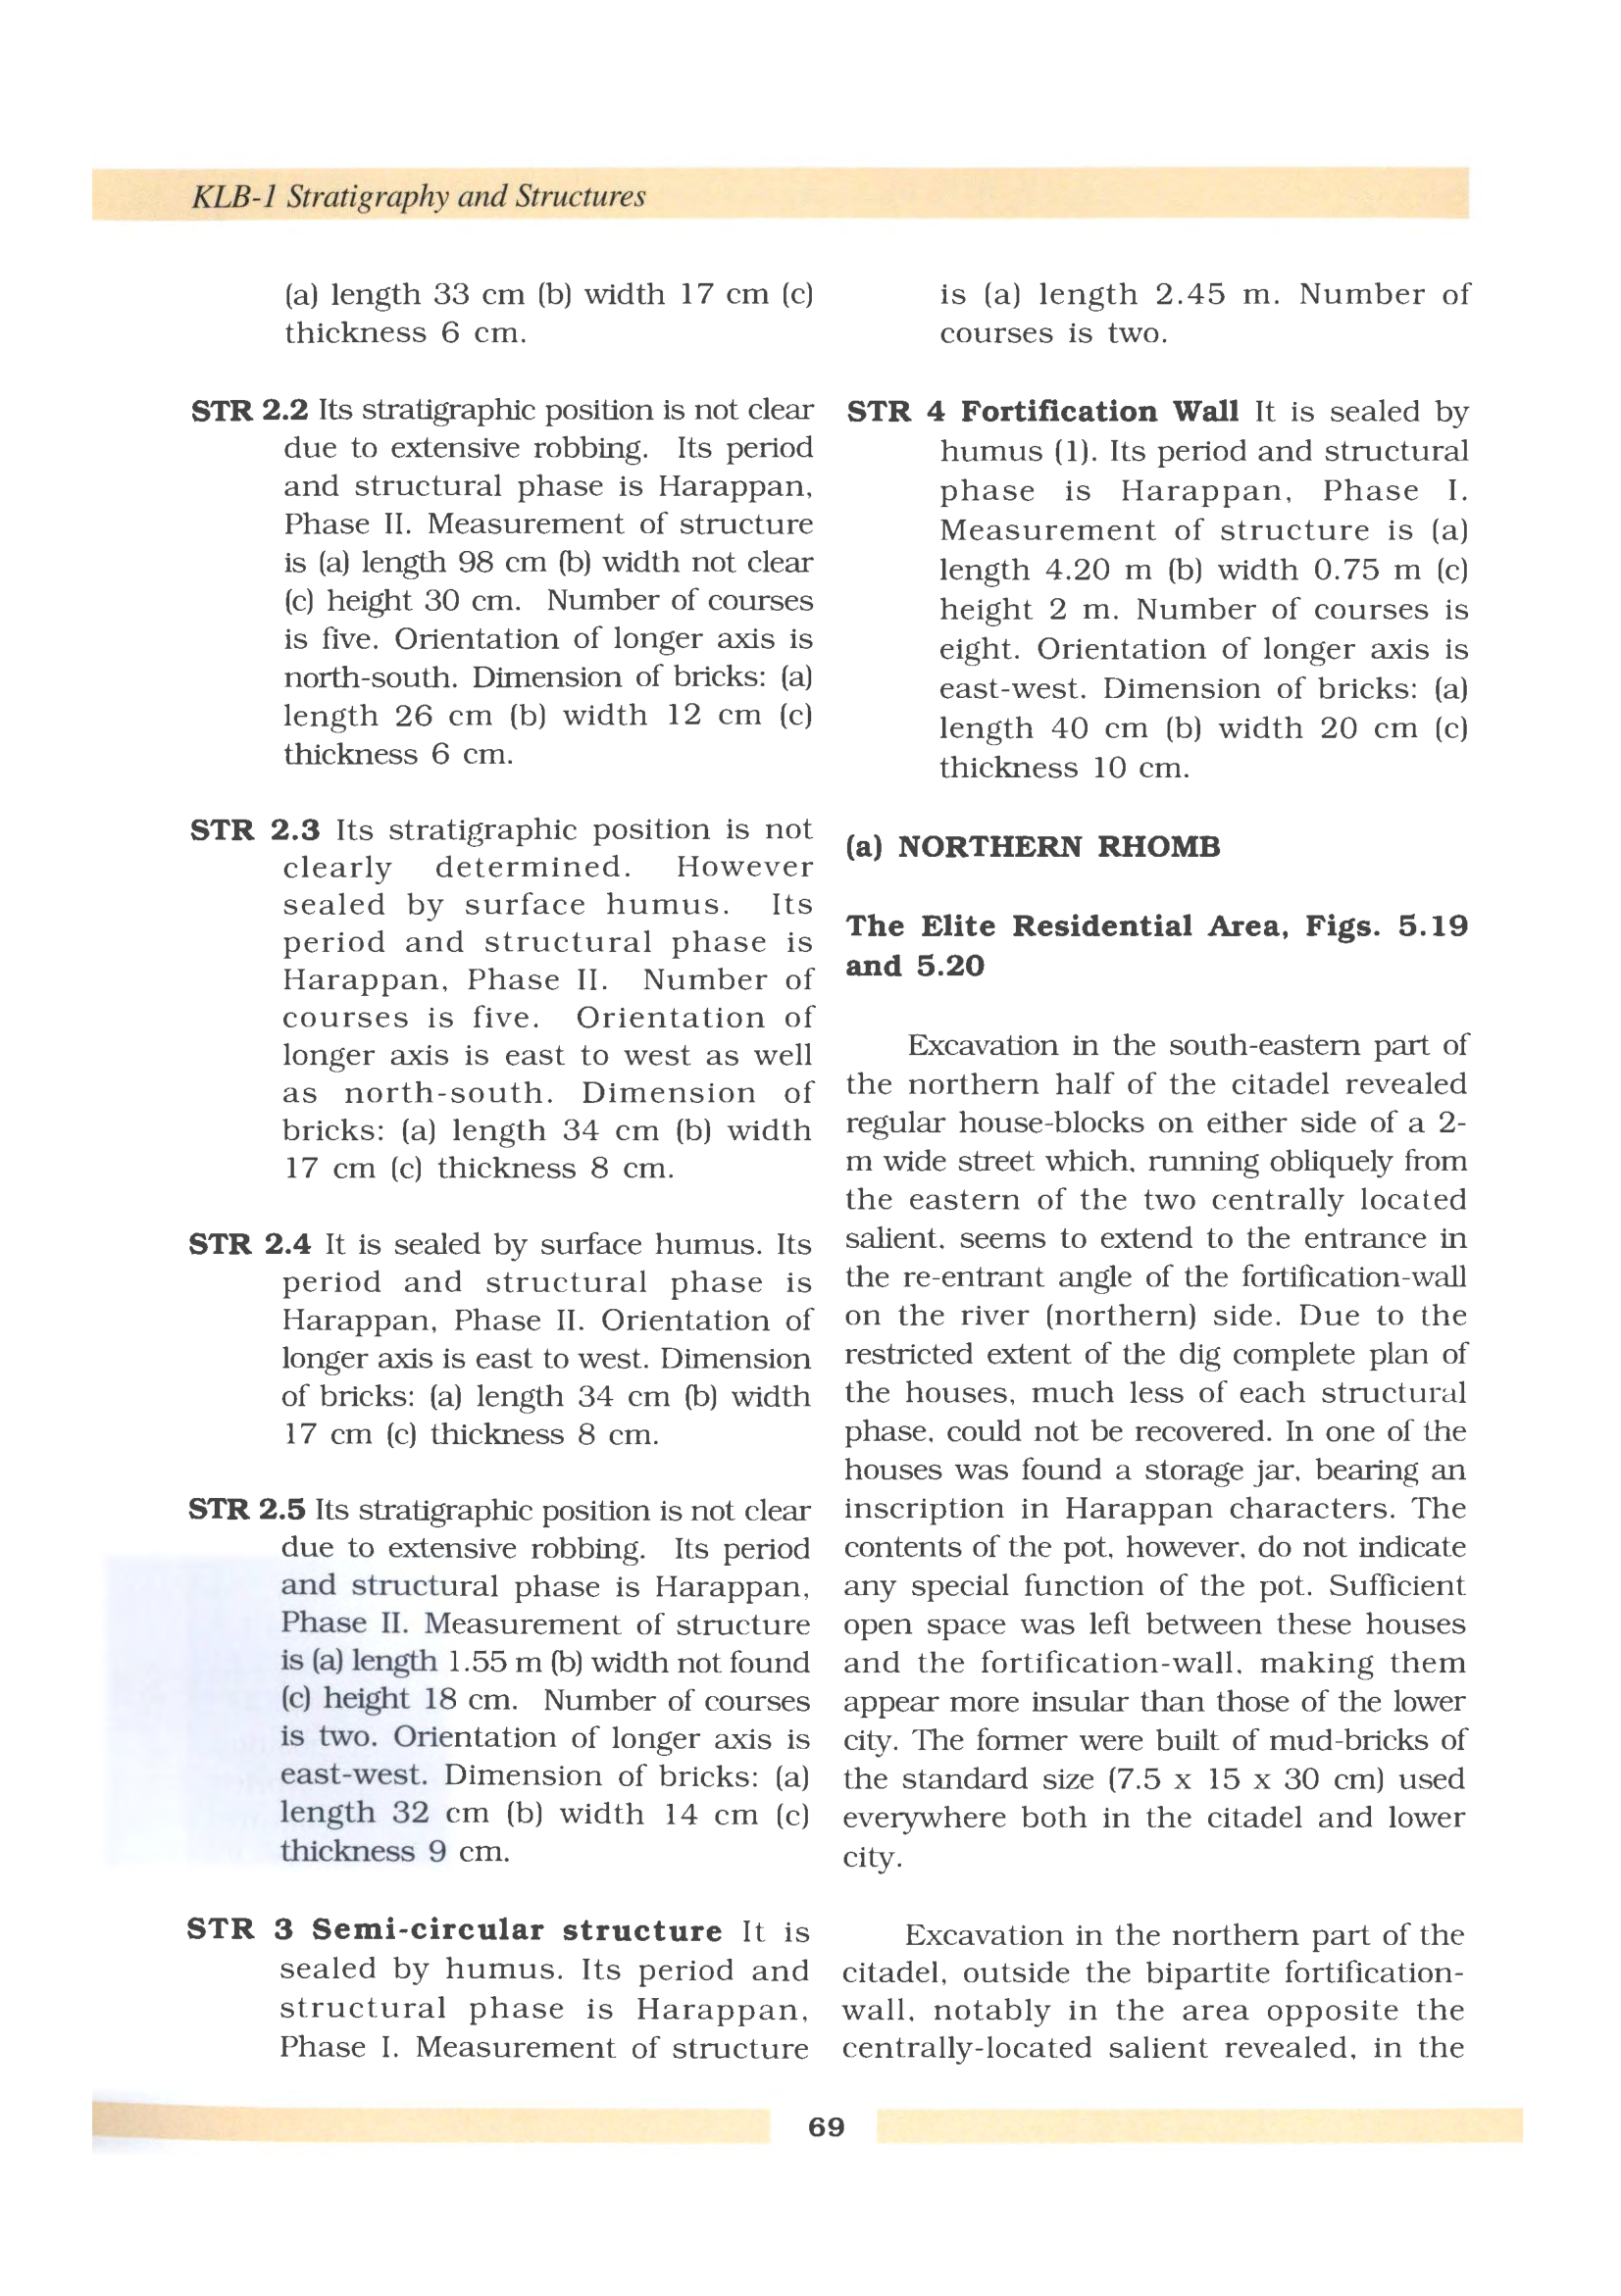 KLB-1 Stratigraphy and Structures
(a) length 33 cm (b) width 17 cm (c)
thickness 6 cm.
STR 2.2 Its stratigraphic position is not clear
due to extensive robbing. Its period
and structural phase is Harappan,
Phase II. Measurement of structure
is (a) length 98 cm (b) width not clear
(c) height 30 cm. Number of courses
is five. Orientation of longer axis is
north-south. Dimension of bricks: (a)
length 26 cm (b) width 12 cm (c)
thickness 6 cm.
STR 2.3 Its stratigraphic position is not
clearly determined. However
sealed by surface humus. Its
period and structural phase is
Harappan, Phase II. Number of
courses is five. Orientation of
longer axis is east to west as well
as north-south. Dimension of
bricks: (a) length 34 cm (b) width
17 cm (c) thickness 8 cm.
STR 2.4 It is sealed by surface humus. Its
period and structural phase is
Harappan, Phase II. Orientation of
longer axis is east to west. Dimension
of bricks: (a) length 34 cm (b) width
17 cm (c) thickness 8 cm.
STR 2.5 Its stratigraphic position is not clear
due to extensive robbing. Its period
and structural phase is Harappan,
Phase II. Measurement of structure
is (a) length 1.55 m (b) width not found
(c) height 18 cm. Number of courses
is two. Orientation of longer axis is
east-west. Dimension of bricks: (a)
length 32 cm (b) width 14 cm (c)
thickness 9 cm.
STR 3 Semi-circular structure It is
sealed by humus. Its period and
structural phase is Harappan,
Phase I. Measurement of structure
is (a) length 2.45 m. Number of
courses is two.
STR 4 Fortification Wall It is sealed by
humus (1). Its period and structural
phase is Harappan, Phase I.
Measurement of structure is (a)
length 4.20 m (b) width 0.75 m (c)
height 2 m. Number of courses is
eight. Orientation of longer axis is
east-west. Dimension of bricks: (a)
length 40 cm (b) width 20 cm (c)
thickness 10 cm.
(a) NORTHERN RHOMB
The Elite Residential Area, Figs. 5.19
and 5.20
Excavation in the south-eastern part of
the northern half of the citadel revealed
regular house-blocks on either side of a 2-
m wide street which, running obliquely from
the eastern of the two centrally located
salient, seems to extend to the entrance in
the re-entrant angle of the fortification-wall
on the river (northern) side. Due to the
restricted extent of the dig complete plan of
the houses, much less of each structural
phase, could not be recovered. In one of the
houses was found a storage jar, bearing an
inscription in Harappan characters. The
contents of the pot, however, do not indicate
any special function of the pot. Sufficient
open space was left between these houses
and the fortification-wall, making them
appear more insular than those of the lower
city. The former were built of mud-bricks of
the standard size (7.5 x 15 x 30 cm) used
everywhere both in the citadel and lower
city.
Excavation in the northern part of the
citadel, outside the bipartite fortification-
wall, notably in the area opposite the
centrally-located salient revealed, in the
69